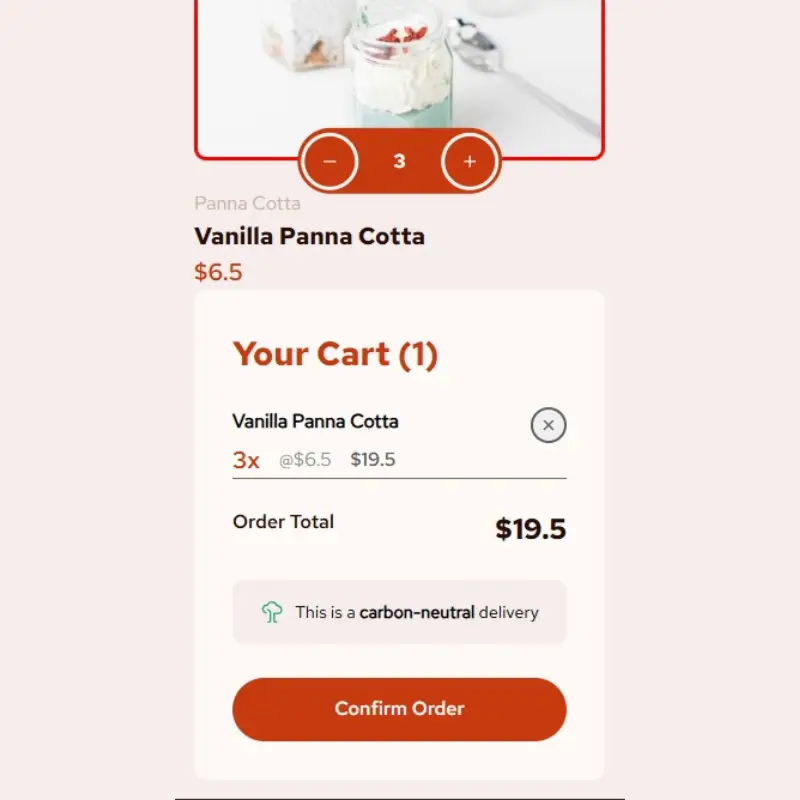 − 3 +
Panna Cotta
Vanilla Panna Cotta
$6.5
Your Cart (1)
Vanilla Panna Cotta
3x @$6.5 $19.5
Order Total $19.5
This is a carbon-neutral delivery
Confirm Order